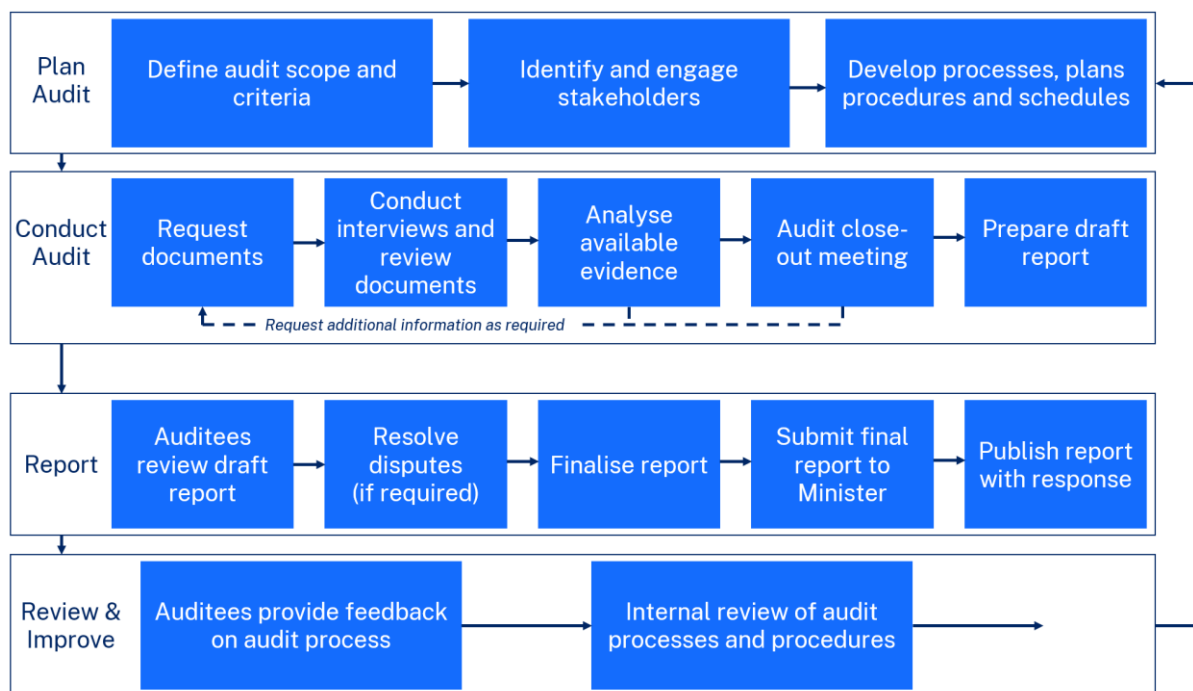 Plan
Audit
Define audit scope and
criteria
Identify and engage
stakeholders
Develop processes, plans
procedures and schedules
Conduct
Audit
Request
documents
Conduct
interviews and
review
documents
Analyse
available
evidence
Audit close-
out meeting
Prepare draft
report
Request additional information as required
Report
Auditees
review draft
report
Resolve
disputes
(if required)
Finalise report
Submit final
report to
Minister
Publish report
with response
Review &
Improve
Auditees provide feedback
on audit process
Internal review of audit
processes and procedures